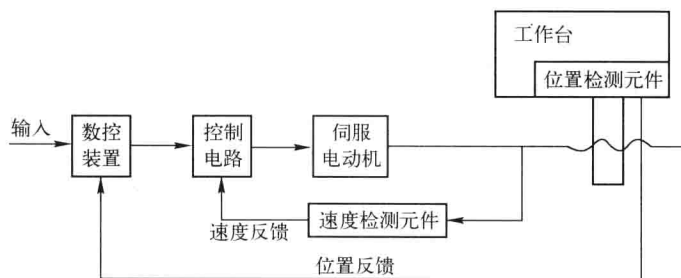 工作台
位置检测元件
输入
数控
装置
控制
电路
伺服
电动机
速度检测元件
速度反馈
位置反馈